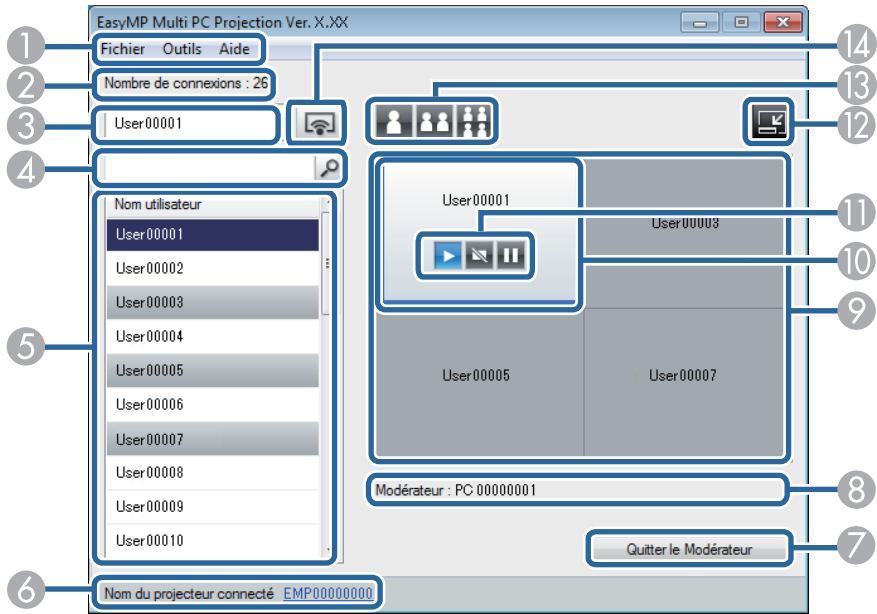 EasyMP Multi PC Projection Ver. X.XX
1
Fichier Outils Aide
14
2
Nombre de connexions : 26
13
3
User00001
12
4
5
Nom utilisateur
User00001
User00002
User00003
User00004
User00005
User00006
User00007
User00008
User00009
User00010
User00001
User00003
11
10
9
User00005
User00007
Modérateur : PC 00000001
8
Quitter le Modérateur
7
6
Nom du projecteur connecté EMP00000000